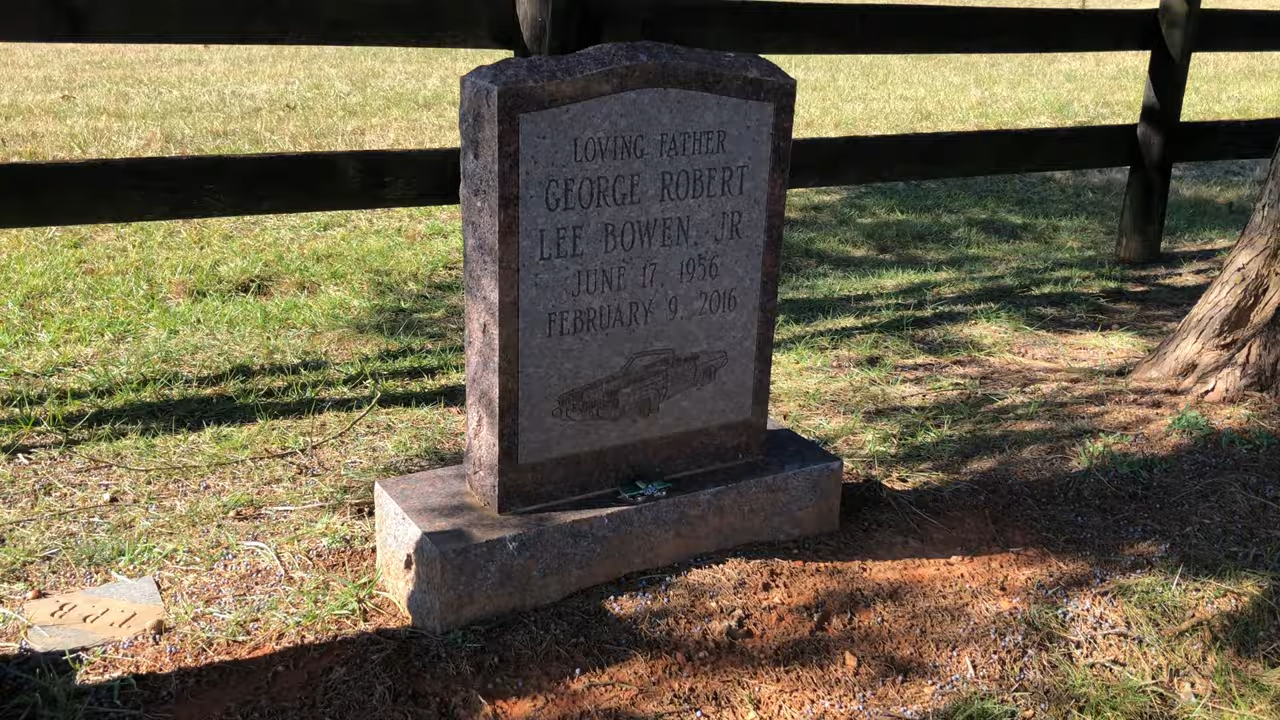 LOVING FATHER
GEORGE ROBERT
LEE BOWEN, JR
JUNE 17, 1956
FEBRUARY 9, 2016